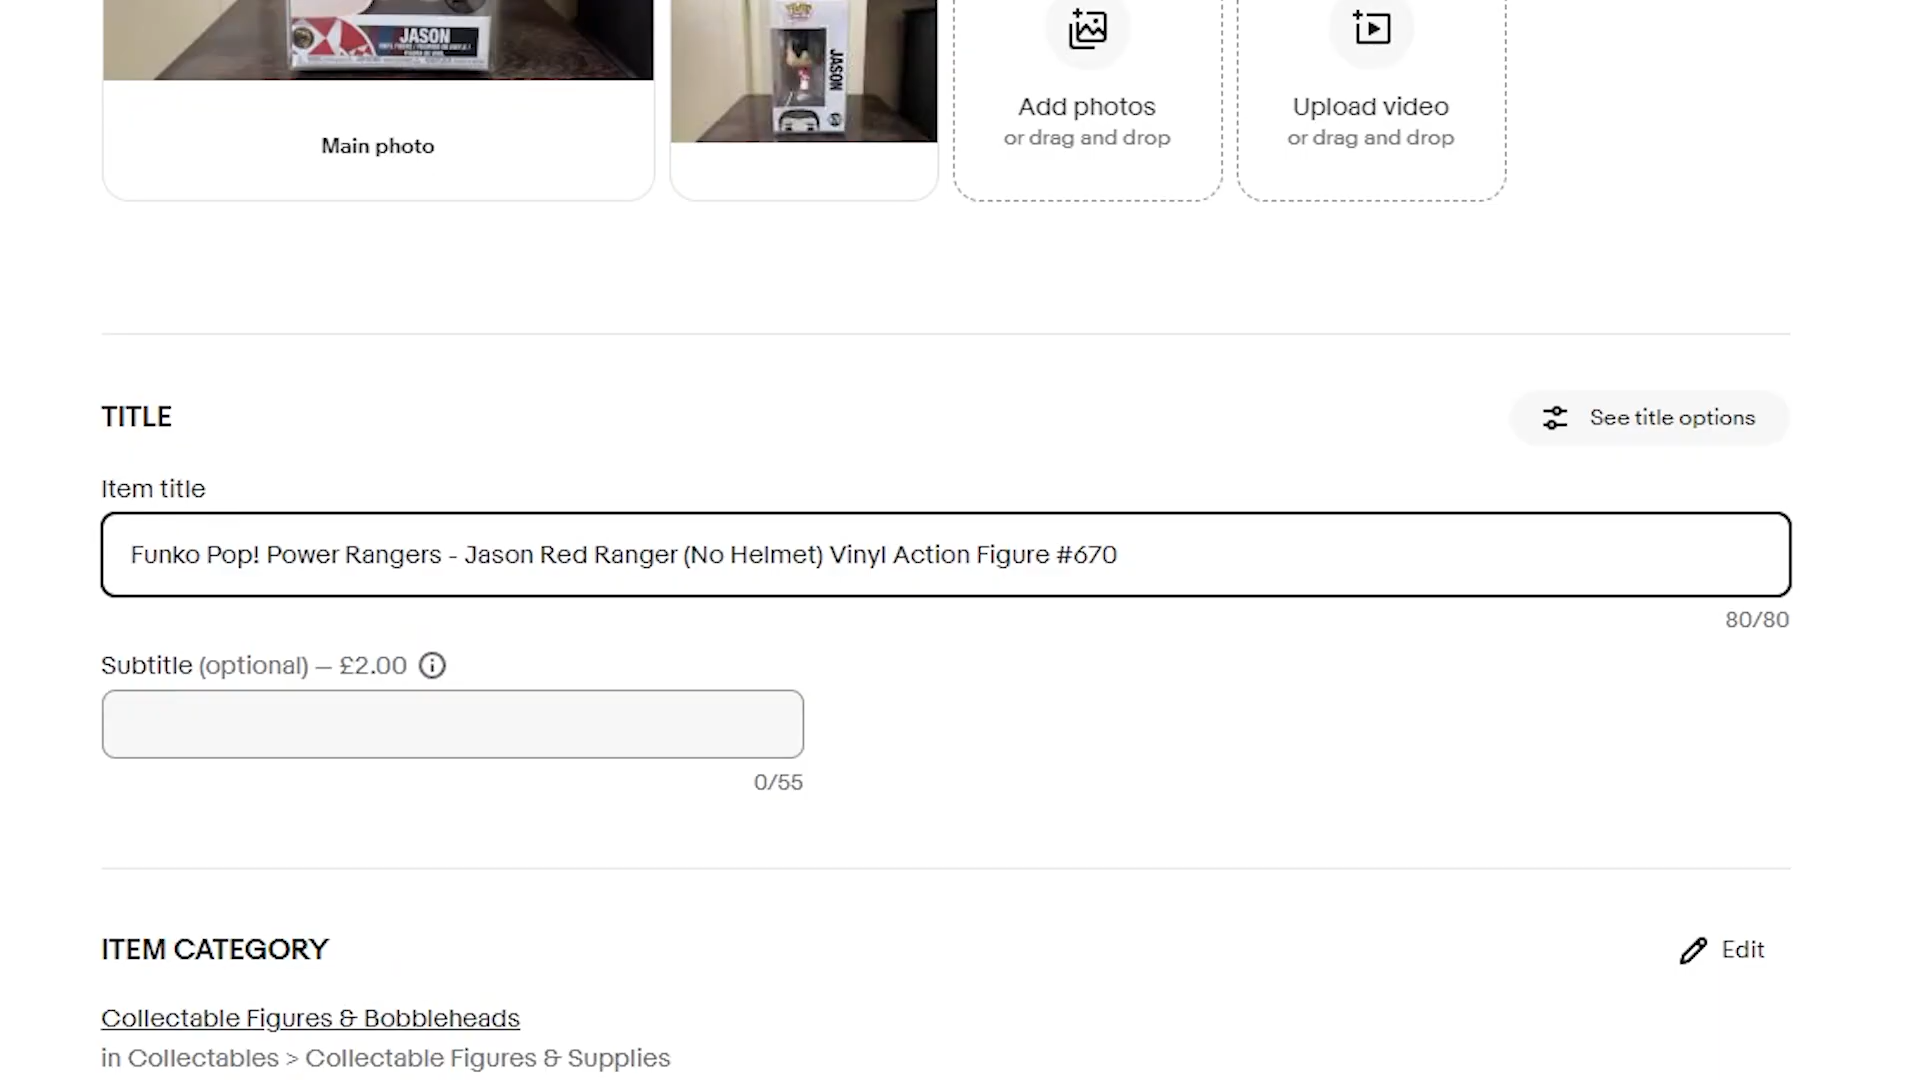 JASON
JASON
Add photos
or drag and drop
Upload video
or drag and drop
Main photo
TITLE
See title options
Item title
Funko Pop! Power Rangers - Jason Red Ranger (No Helmet) Vinyl Action Figure #670
80/80
Subtitle (optional) – £2.00
0/55
ITEM CATEGORY
Edit
Collectable Figures & Bobbleheads
in Collectables > Collectable Figures & Supplies